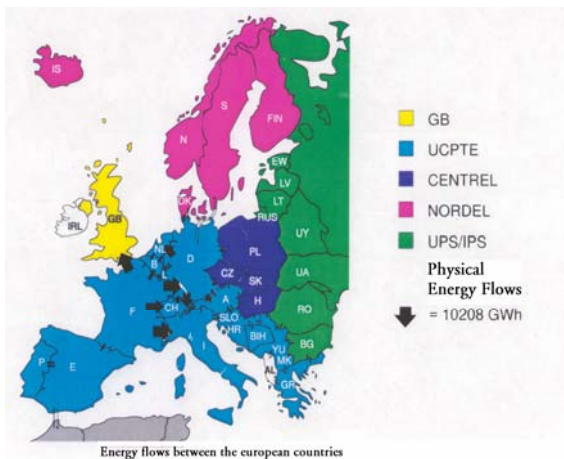 IS
S
N
FIN
EW
LV
LT
RUS
DK
IRL
GB
NL
B
L
D
PL
UY
CZ
SK
UA
F
CH
A
H
RO
SLO
HR
BIH
YU
BG
MK
AL
P
E
I
GR
GB
UCPTE
CENTREL
NORDEL
UPS/IPS
Physical
Energy Flows
= 10208 GWh
Energy flows between the european countries